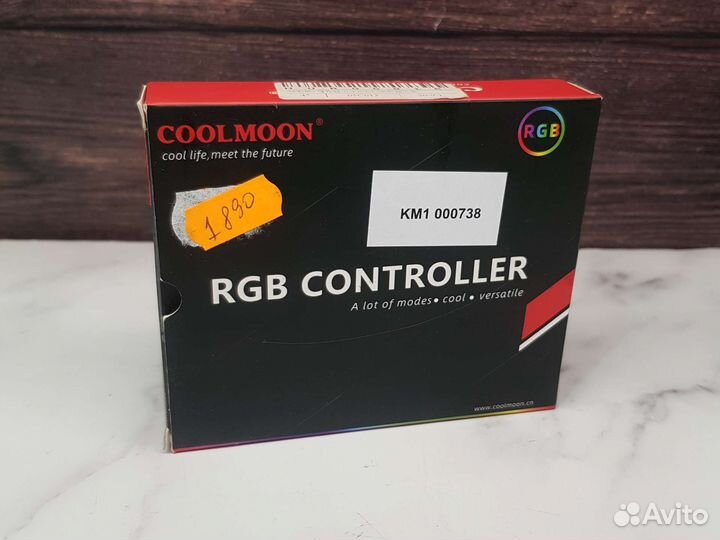 COOLMOON®
cool life,meet the future
RGB
1890
KM1 000738
RGB CONTROLLER
A lot of modes • cool • versatile
www.coolmoon.cn
Avito